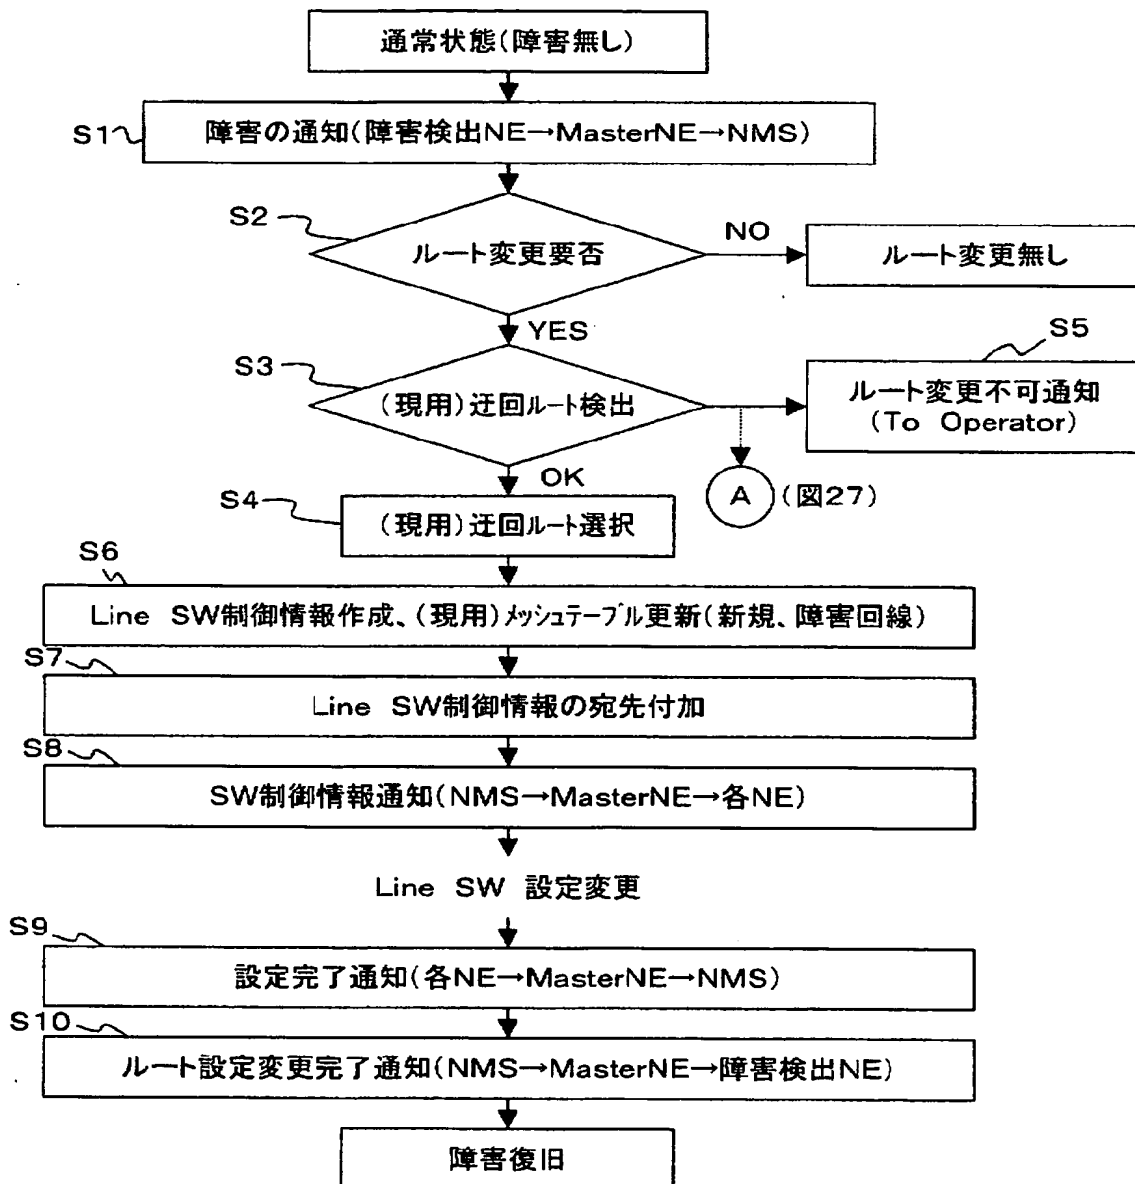 通常状態(障害無し)
S1
障害の通知(障害検出NE→MasterNE→NMS)
S2
ルート変更要否
NO
ルート変更無し
YES
S3
(現用)迂回ルート検出
S5
ルート変更不可通知
(To Operator)
OK
A
(図27)
S4
(現用)迂回ルート選択
S6
Line SW制御情報作成、(現用)メッシュテーブル更新(新規、障害回線)
S7
Line SW制御情報の宛先付加
S8
SW制御情報通知(NMS→MasterNE→各NE)
Line SW 設定変更
S9
設定完了通知(各NE→MasterNE→NMS)
S10
ルート設定変更完了通知(NMS→MasterNE→障害検出NE)
障害復旧